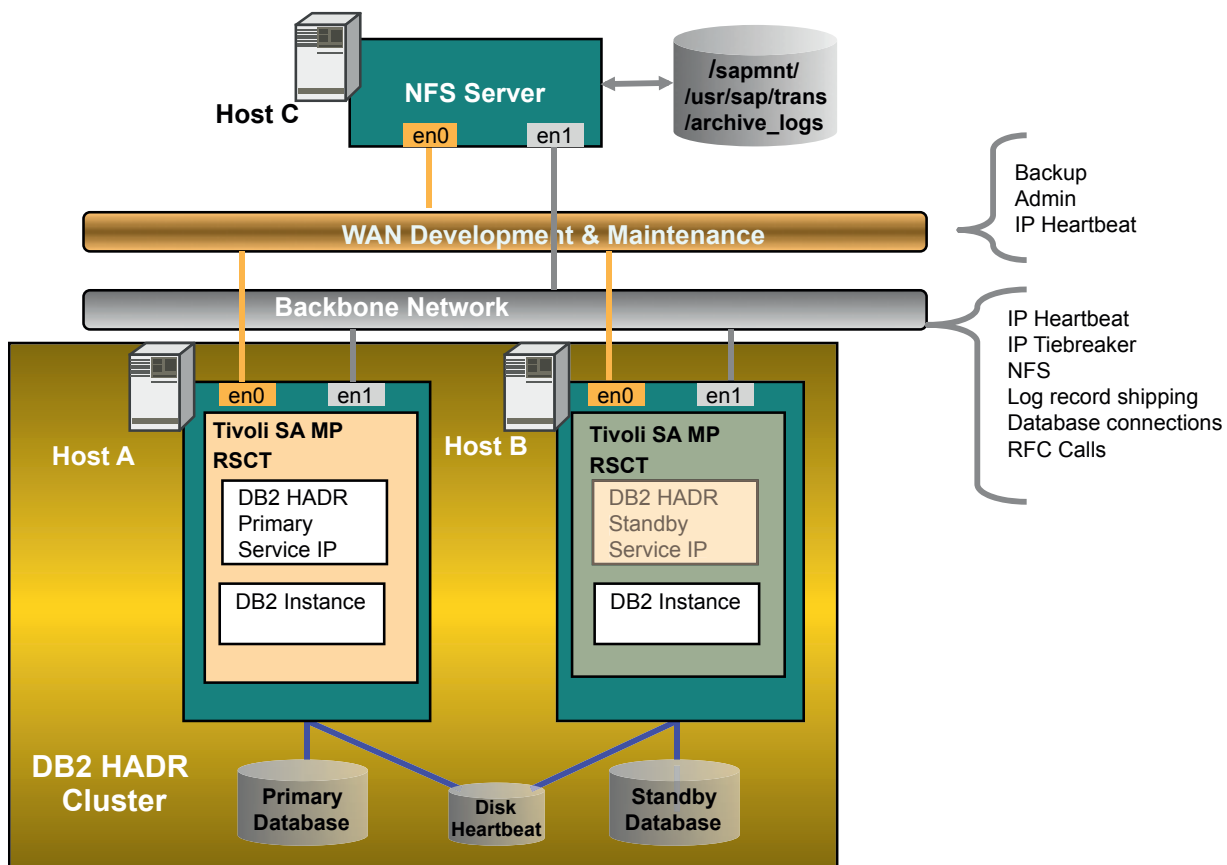 Host C
NFS Server
en0
en1
/sapmnt/
/usr/sap/trans
/archive_logs
Backup
Admin
IP Heartbeat
WAN Development & Maintenance
Backbone Network
IP Heartbeat
IP Tiebreaker
NFS
Log record shipping
Database connections
RFC Calls
Host A
en0
en1
Tivoli SA MP
RSCT
DB2 HADR
Primary
Service IP
DB2 Instance
Host B
en0
en1
Tivoli SA MP
RSCT
DB2 HADR
Standby
Service IP
DB2 Instance
DB2 HADR
Cluster
Primary
Database
Disk
Heartbeat
Standby
Database